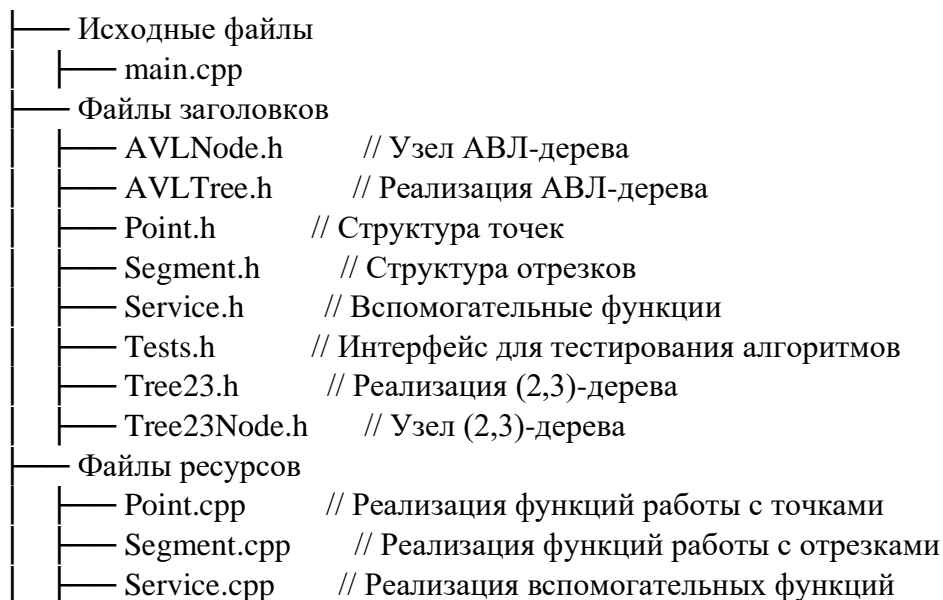 Исходные файлы
main.cpp
Файлы заголовков
AVLNode.h // Узел АВЛ-дерева
AVLTree.h // Реализация АВЛ-дерева
Point.h // Структура точек
Segment.h // Структура отрезков
Service.h // Вспомогательные функции
Tests.h // Интерфейс для тестирования алгоритмов
Tree23.h // Реализация (2,3)-дерева
Tree23Node.h // Узел (2,3)-дерева
Файлы ресурсов
Point.cpp // Реализация функций работы с точками
Segment.cpp // Реализация функций работы с отрезками
Service.cpp // Реализация вспомогательных функций